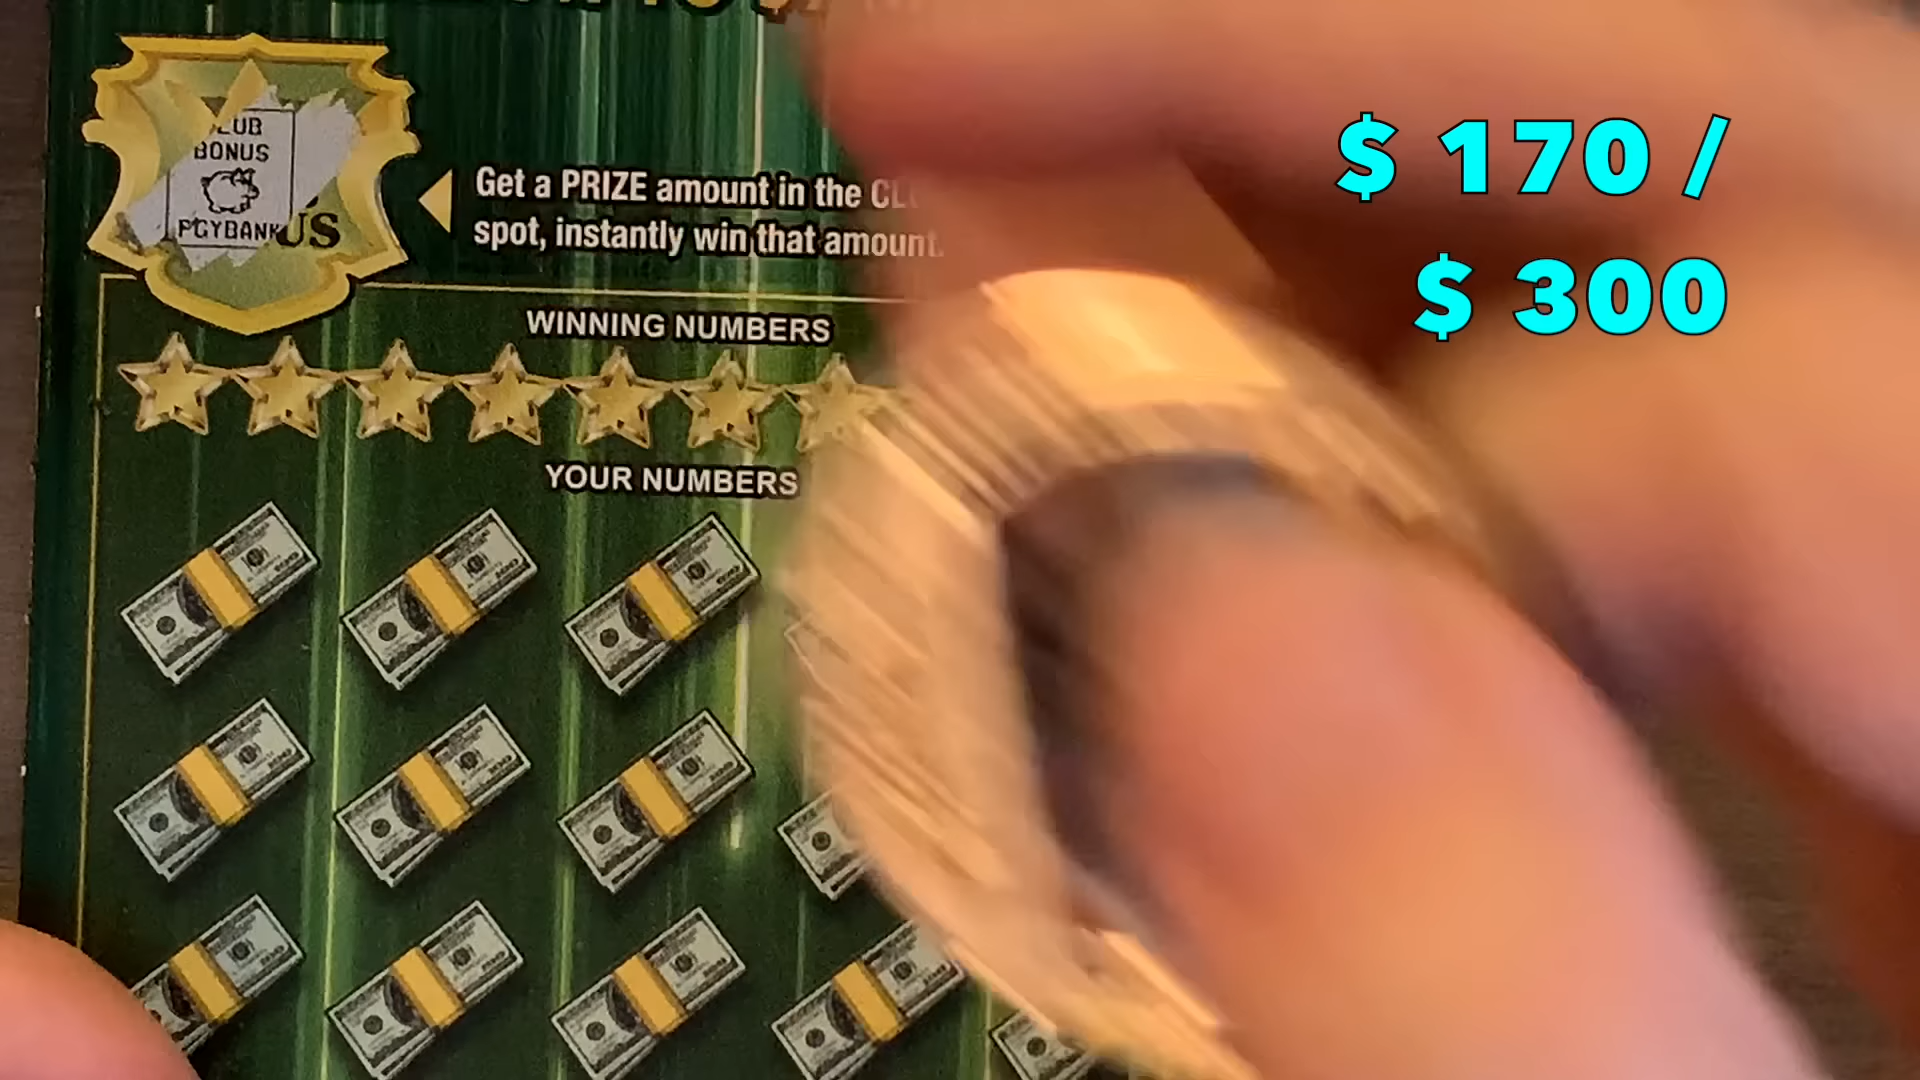 CLUB
BONUS
PGYBANK
US
Get a PRIZE amount in the
spot, instantly win that amount.
WINNING NUMBERS
YOUR NUMBERS
$ 170 /
$ 300